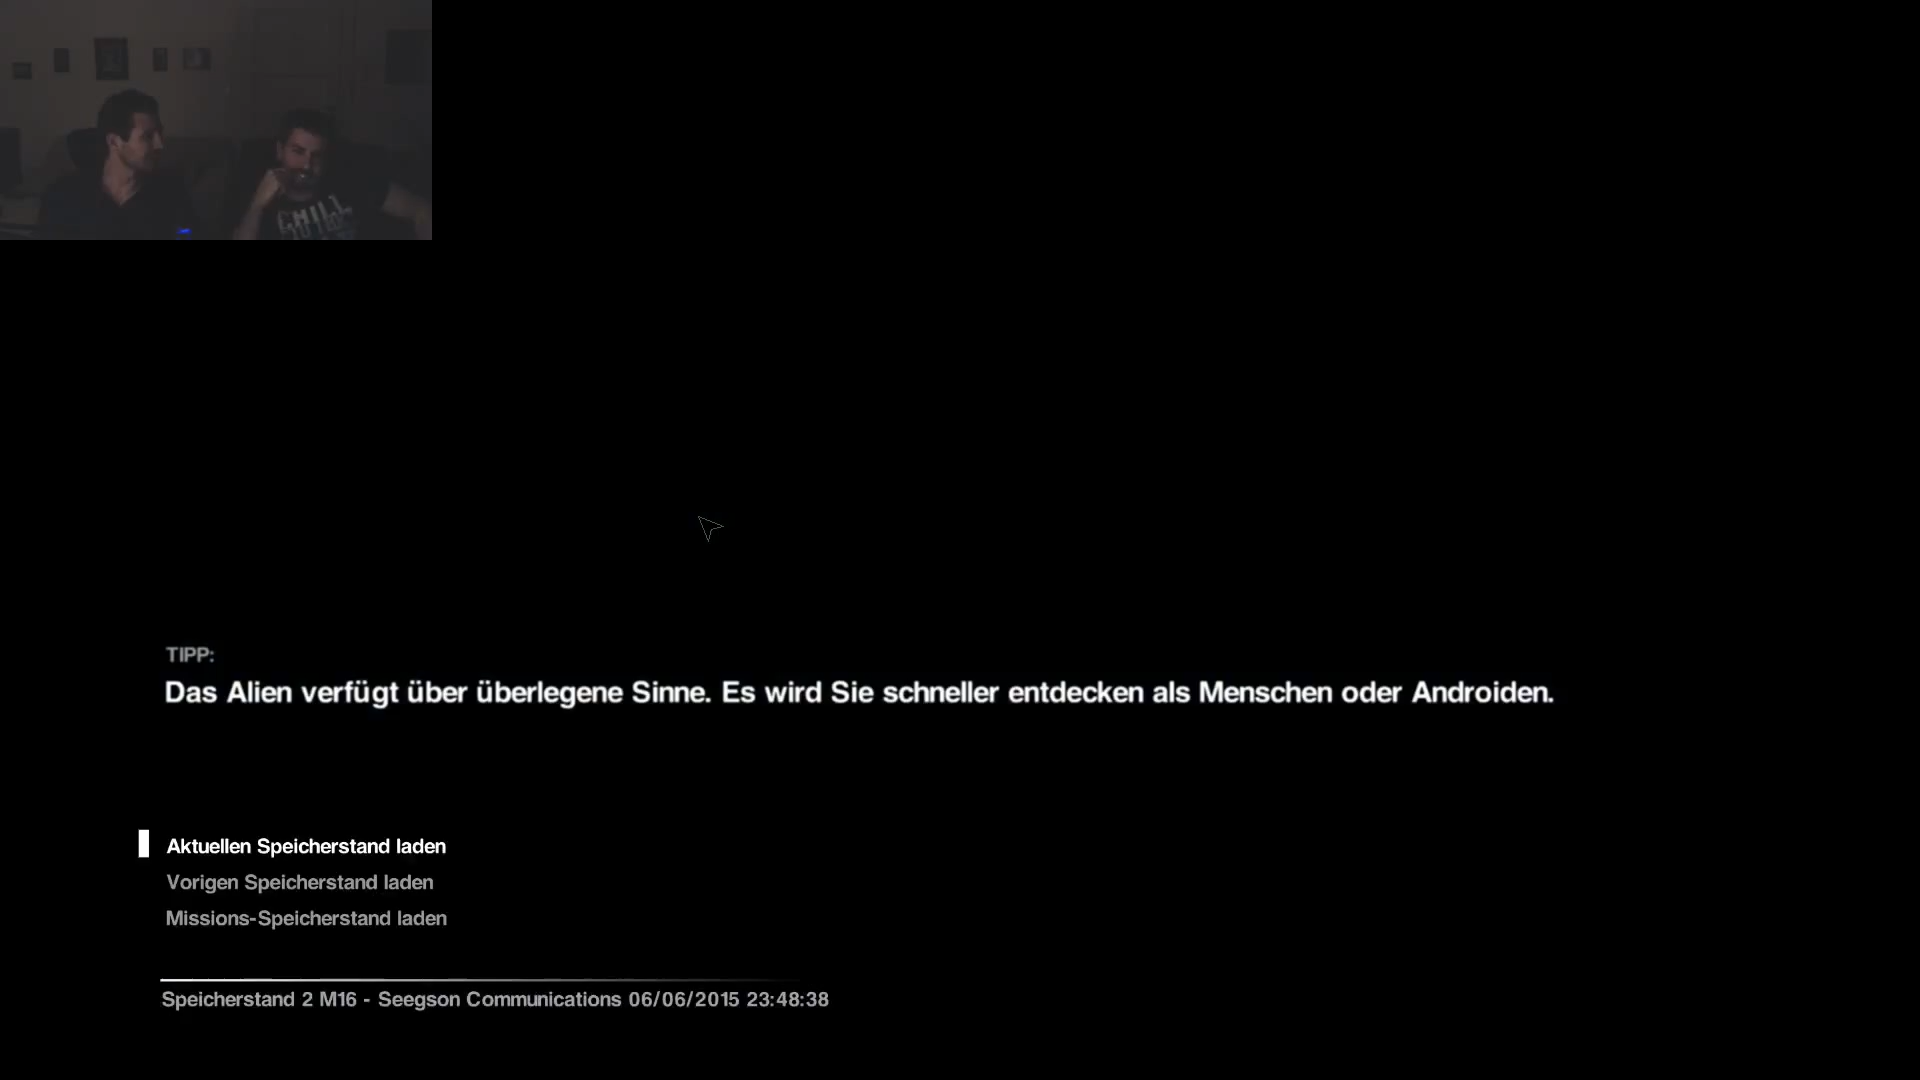 CHILL
TIPP:
Das Alien verfügt über überlegene Sinne. Es wird Sie schneller entdecken als Menschen oder Androiden.
Aktuellen Speicherstand laden
Vorigen Speicherstand laden
Missions-Speicherstand laden
Speicherstand 2 M16 - Seegson Communications 06/06/2015 23:48:38